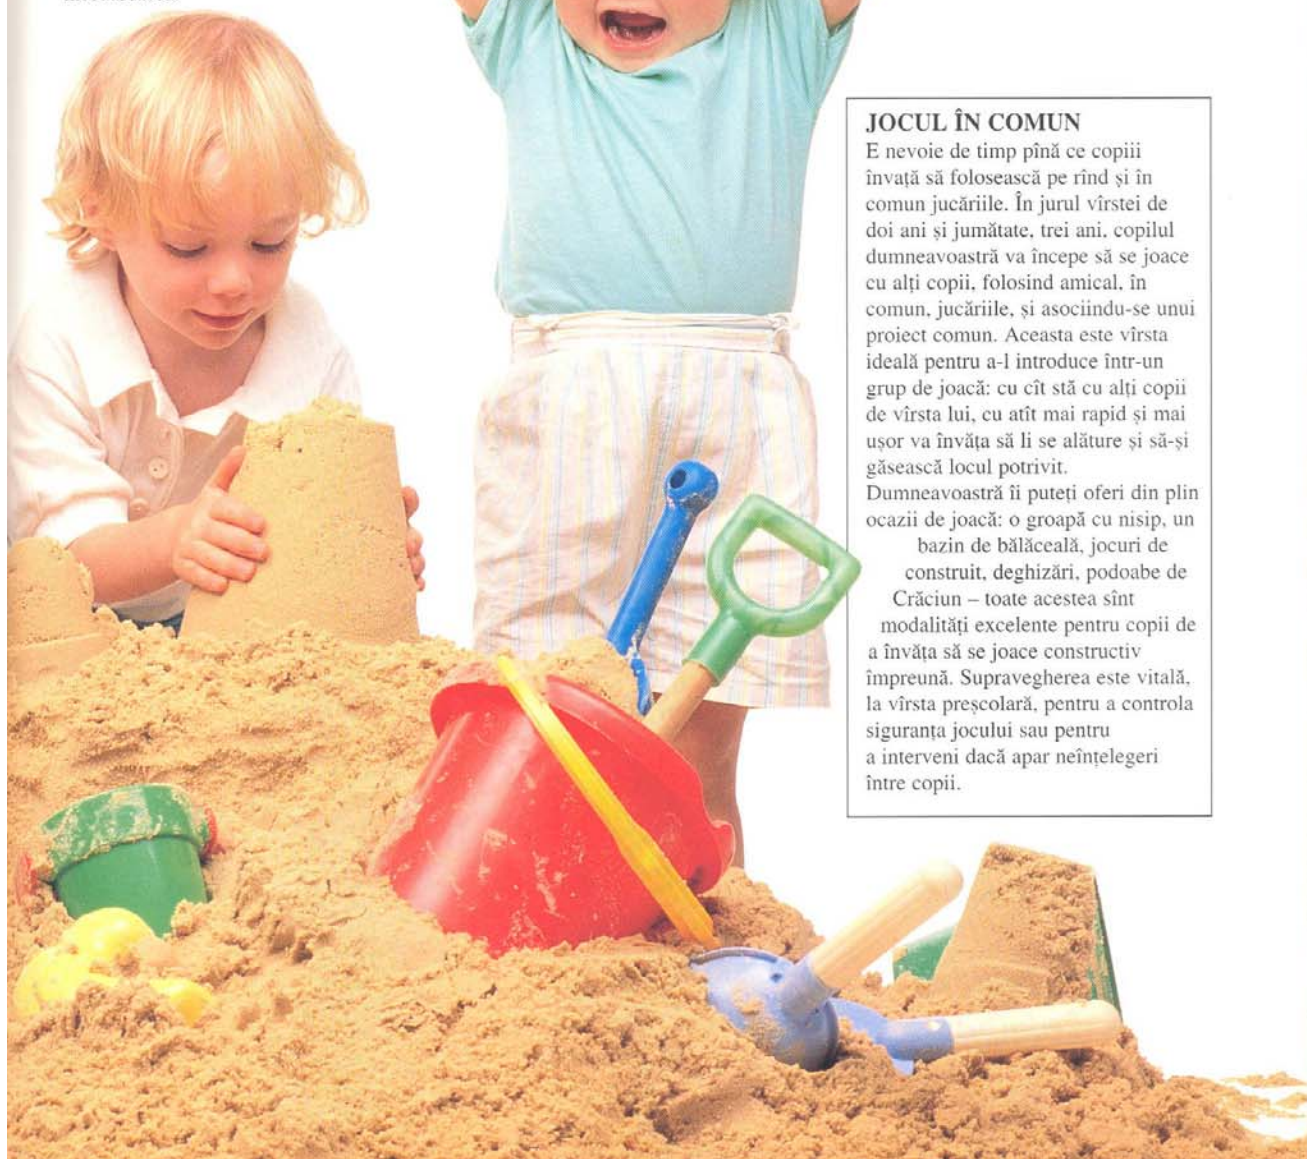 JOCUL ÎN COMUN
E nevoie de timp pînă ce copiii
învață să folosească pe rînd și în
comun jucăriile. În jurul vîrstei de
doi ani și jumătate, trei ani, copilul
dumneavoastră va începe să se joace
cu alți copii, folosind amical, în
comun, jucăriile, și asociindu-se unui
proiect comun. Aceasta este vîrsta
ideală pentru a-l introduce într-un
grup de joacă: cu cît stă cu alți copii
de vîrsta lui, cu atît mai rapid și mai
ușor va învăța să li se alăture și să-și
găsească locul potrivit.
Dumneavoastră îi puteți oferi din plin
ocazii de joacă: o groapă cu nisip, un
bazin de bălăceală, jocuri de
construit, deghizări, podoabe de
Crăciun – toate acestea sînt
modalități excelente pentru copii de
a învăța să se joace constructiv
împreună. Supravegherea este vitală,
la vîrsta preșcolară, pentru a controla
siguranța jocului sau pentru
a interveni dacă apar neînțelegeri
între copii.